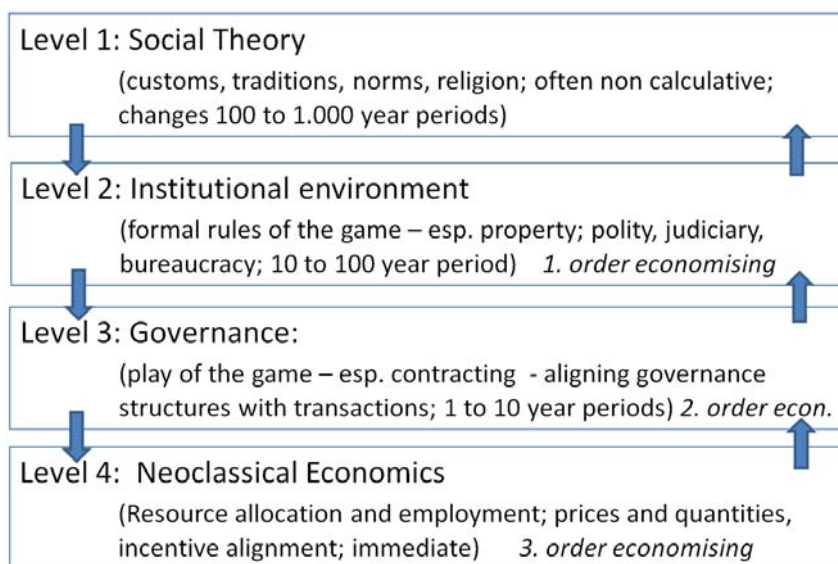 Level 1: Social Theory
(customs, traditions, norms, religion; often non calculative;
changes 100 to 1.000 year periods)
Level 2: Institutional environment
(formal rules of the game – esp. property; polity, judiciary,
bureaucracy; 10 to 100 year period) 1. order economising
Level 3: Governance:
(play of the game – esp. contracting - aligning governance
structures with transactions; 1 to 10 year periods) 2. order econ.
Level 4: Neoclassical Economics
(Resource allocation and employment; prices and quantities,
incentive alignment; immediate) 3. order economising